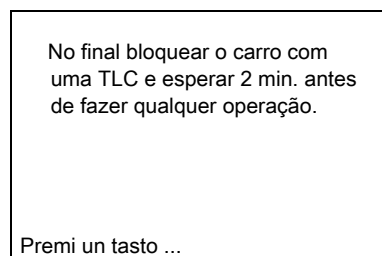 No final bloquear o carro com
uma TLC e esperar 2 min. antes
de fazer qualquer operação.
Premi un tasto ...